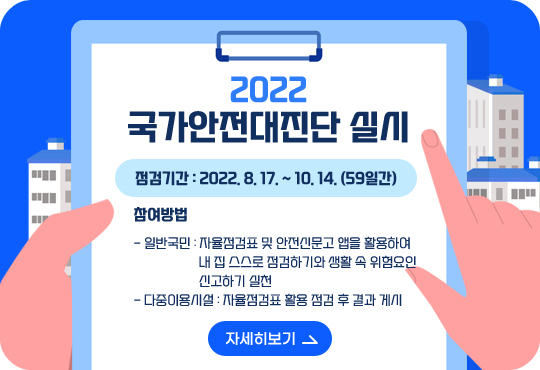 2022
국가안전대진단 실시
점검기간 : 2022. 8. 17. ~ 10. 14. (59일간)
참여방법
- 일반국민 : 자율점검표 및 안전신문고 앱을 활용하여
내 집 스스로 점검하기와 생활 속 위험요인
신고하기 실천
- 다중이용시설 : 자율점검표 활용 점검 후 결과 게시
자세히보기